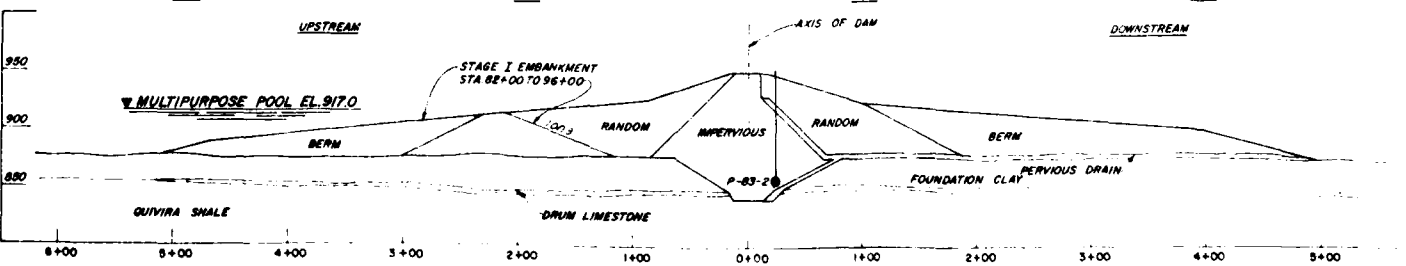 UPSTREAM
AXIS OF DAM
DOWNSTREAM
950
STAGE I EMBANKMENT
STA. 82+00 TO 96+00
MULTIPURPOSE POOL EL. 917.0
900
BERM
RANDOM
IMPERVIOUS
RANDOM
BERM
1 ON 3
850
P-83-2
FOUNDATION CLAY
PERVIOUS DRAIN
QUIVIRA SHALE
DRUM LIMESTONE
6+00 5+00 4+00 3+00 2+00 1+00 0+00 1+00 2+00 3+00 4+00 5+00